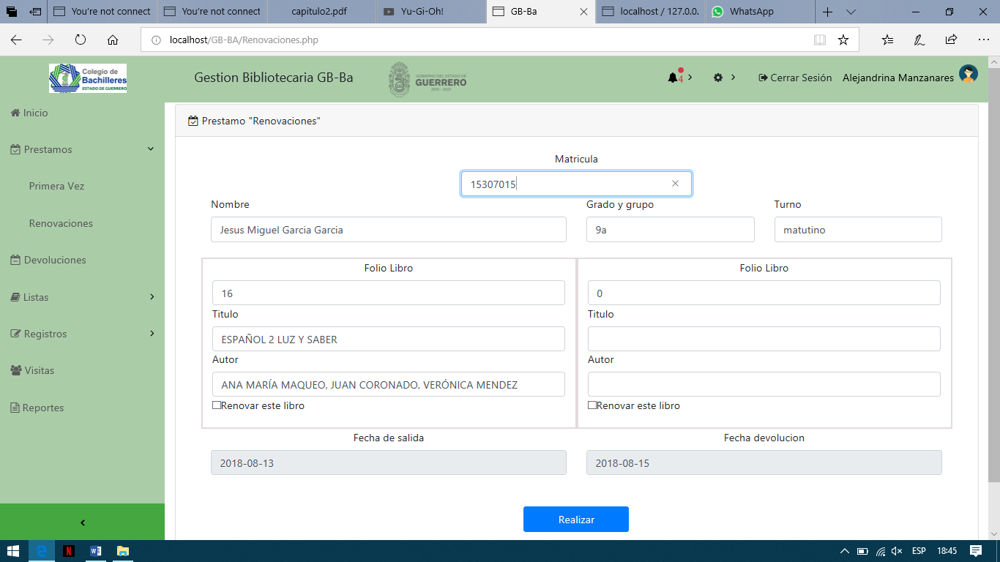 You're not connect
You're not connect
capitulo2.pdf
Yu-Gi-Oh!
GB-Ba
localhost / 127.0.0.
WhatsApp
localhost/GB-BA/Renovaciones.php
Colegio de
Bachilleres
ESTADO DE GUERRERO
Gestion Bibliotecaria GB-Ba
GOBIERNO DEL ESTADO DE
GUERRERO
2015 - 2021
4
Cerrar Sesión
Alejandrina Manzanares
Inicio
Prestamos
Primera Vez
Renovaciones
Devoluciones
Listas
Registros
Visitas
Reportes
Prestamo "Renovaciones"
Matricula
15307015
Nombre
Grado y grupo
Turno
Jesus Miguel Garcia Garcia
9a
matutino
Folio Libro
16
Titulo
ESPAÑOL 2 LUZ Y SABER
Autor
ANA MARÍA MAQUEO, JUAN CORONADO, VERÓNICA MENDEZ
Renovar este libro
Folio Libro
0
Titulo
Autor
Renovar este libro
Fecha de salida
Fecha devolucion
2018-08-13
2018-08-15
Realizar
ESP
18:45